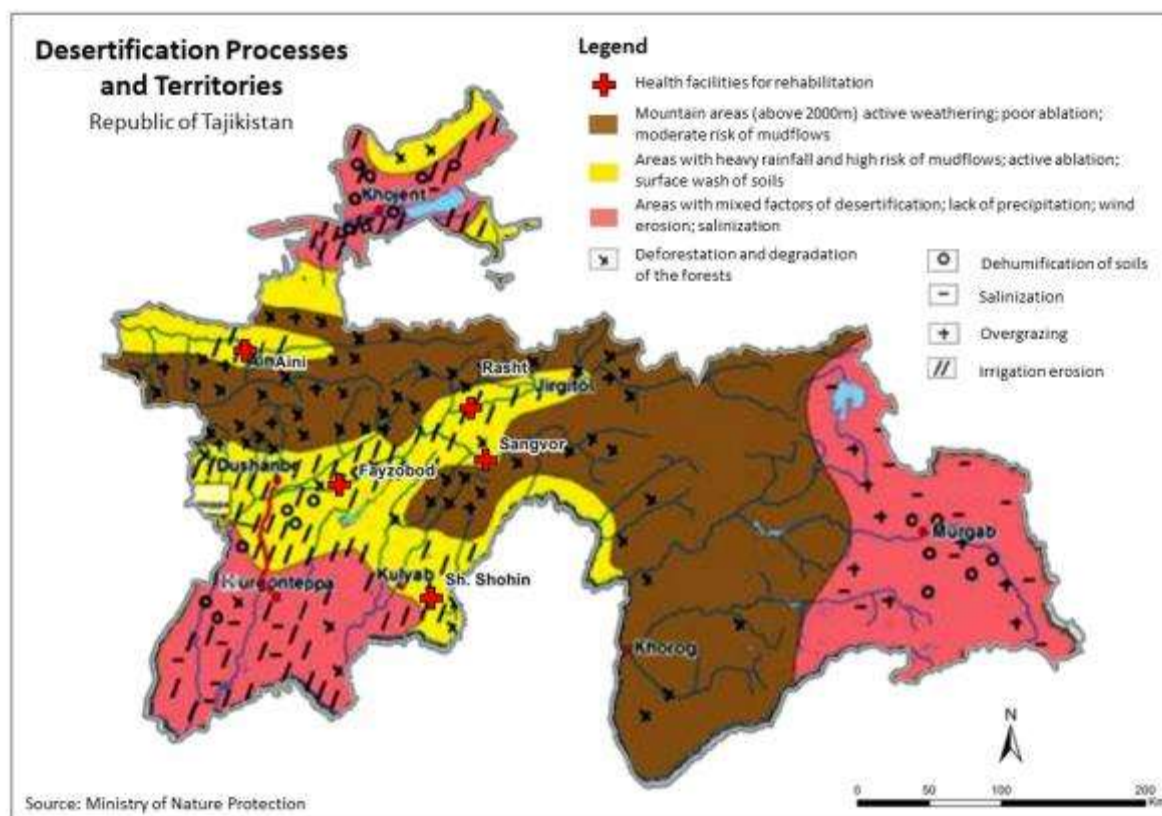 Desertification Processes
and Territories
Republic of Tajikistan
Legend
Health facilities for rehabilitation
Mountain areas (above 2000m) active weathering; poor ablation;
moderate risk of mudflows
Areas with heavy rainfall and high risk of mudflows; active ablation;
surface wash of soils
Areas with mixed factors of desertification; lack of precipitation; wind
erosion; salinization
Deforestation and degradation
of the forests
Dehumification of soils
Salinization
Overgrazing
Irrigation erosion
Khojent
Aini
Rasht
Jirgitol
Sangvor
Dushanbe
Fayzobod
Murgab
Kulyab
Sh. Shohin
Khorog
N
0 50 100 200
Km
Source: Ministry of Nature Protection